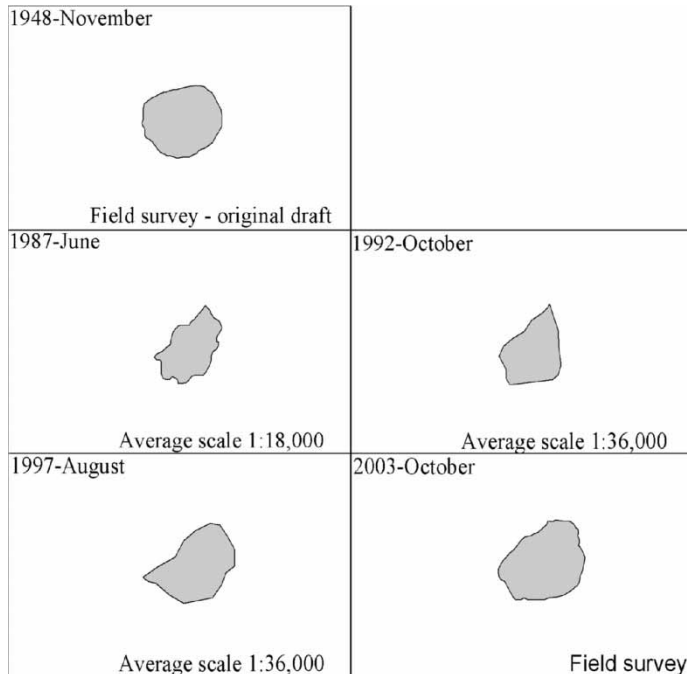 1948-November
Field survey - original draft
1987-June
Average scale 1:18,000
1992-October
Average scale 1:36,000
1997-August
Average scale 1:36,000
2003-October
Field survey